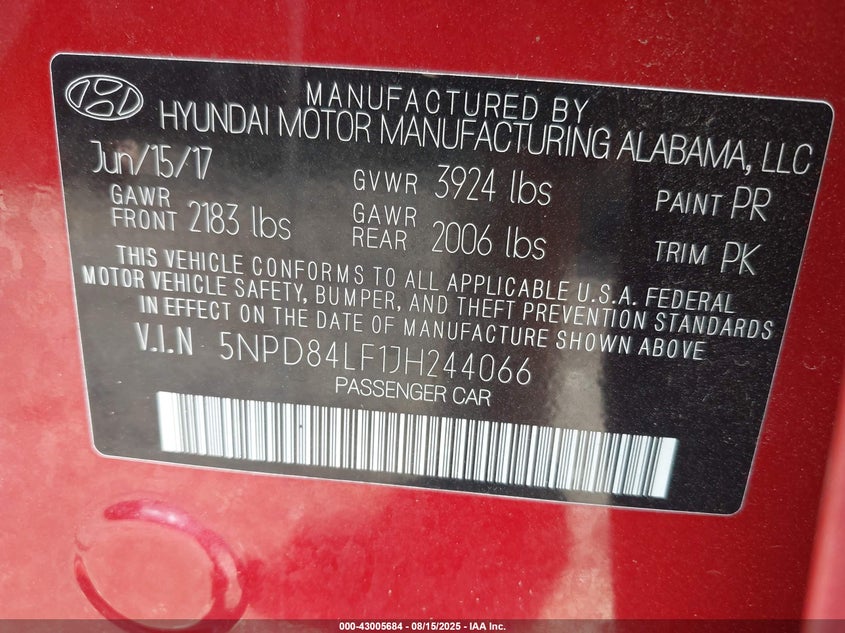 MANUFACTURED BY
HYUNDAI MOTOR MANUFACTURING ALABAMA, LLC
Jun/15/17 GVWR 3924 lbs PAINT PR
GAWR FRONT 2183 lbs GAWR REAR 2006 lbs TRIM PK
THIS VEHICLE CONFORMS TO ALL APPLICABLE U.S.A. FEDERAL
MOTOR VEHICLE SAFETY, BUMPER, AND THEFT PREVENTION STANDARDS
IN EFFECT ON THE DATE OF MANUFACTURE SHOWN ABOVE
V.I.N 5NPD84LF1JH244066
PASSENGER CAR
000-43005684 - 08/15/2025 - IAA Inc.